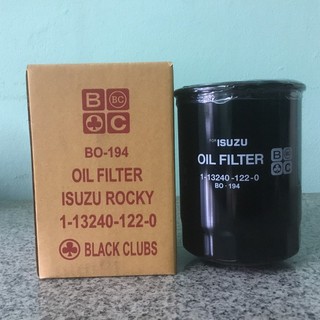 B
BC
C
BO-194
OIL FILTER
ISUZU ROCKY
1-13240-122-0
BLACK CLUBS
FOR ISUZU
OIL FILTER
1-13240-122-0
BO-194
B
C